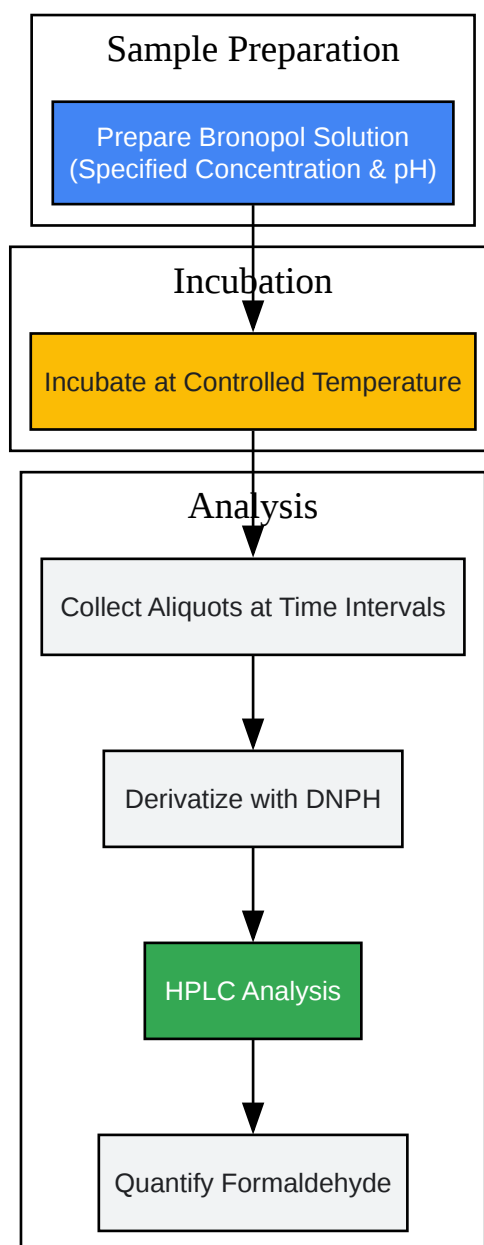 Sample Preparation
Prepare Bronopol Solution
(Specified Concentration & pH)
Incubation
Incubate at Controlled Temperature
Analysis
Collect Aliquots at Time Intervals
Derivatize with DNPH
HPLC Analysis
Quantify Formaldehyde